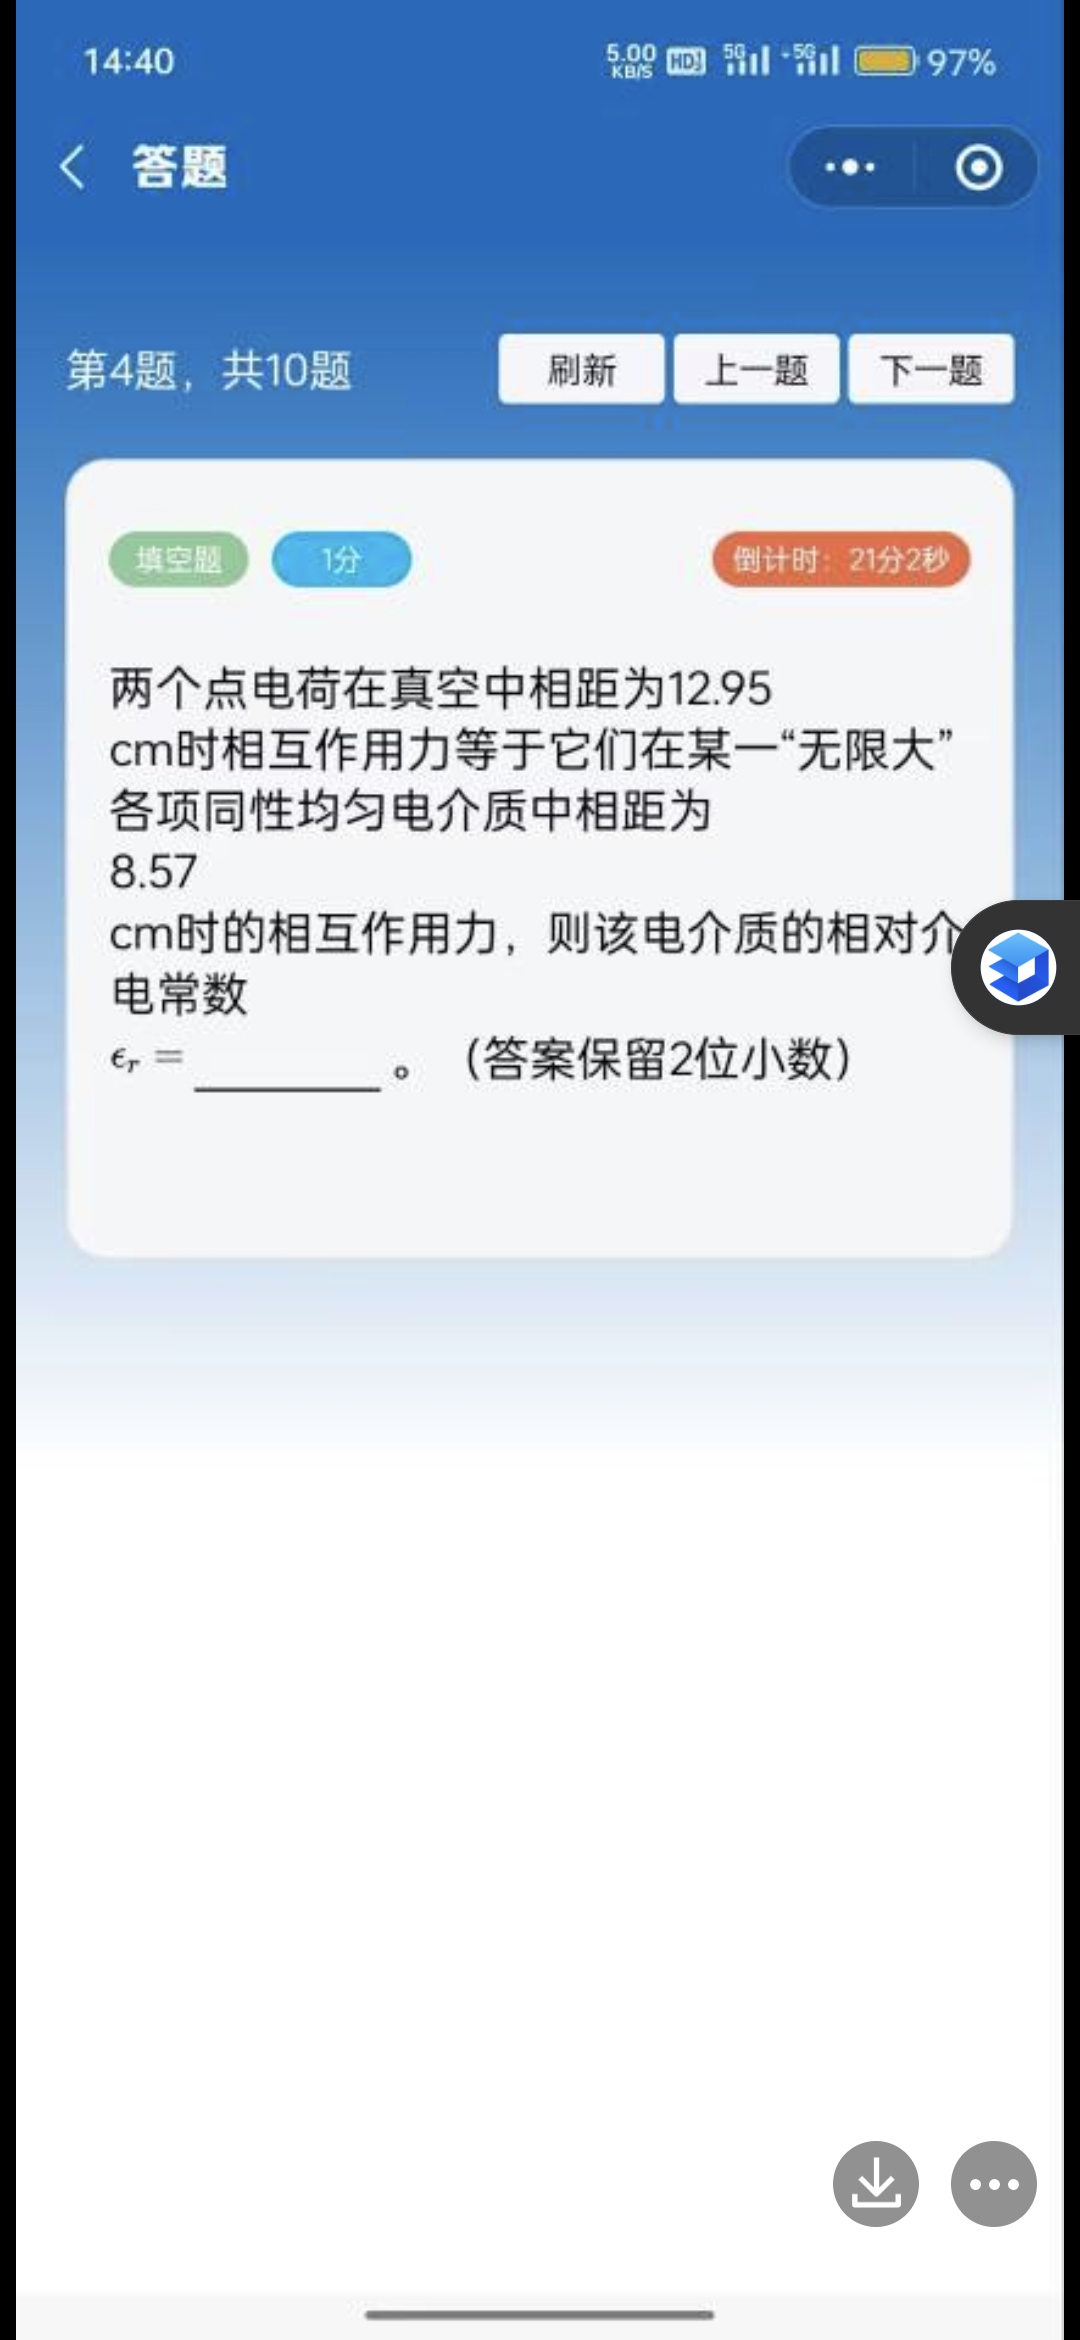 14:40
5.00 KB/S HD 5G 5G 97%
答题
第4题，共10题 刷新 上一题 下一题
填空题 1分 倒计时：21分2秒
两个点电荷在真空中相距为12.95
cm时相互作用力等于它们在某一“无限大”
各项同性均匀电介质中相距为
8.57
cm时的相互作用力，则该电介质的相对介
电常数
ϵᵣ = ________ 。（答案保留2位小数）